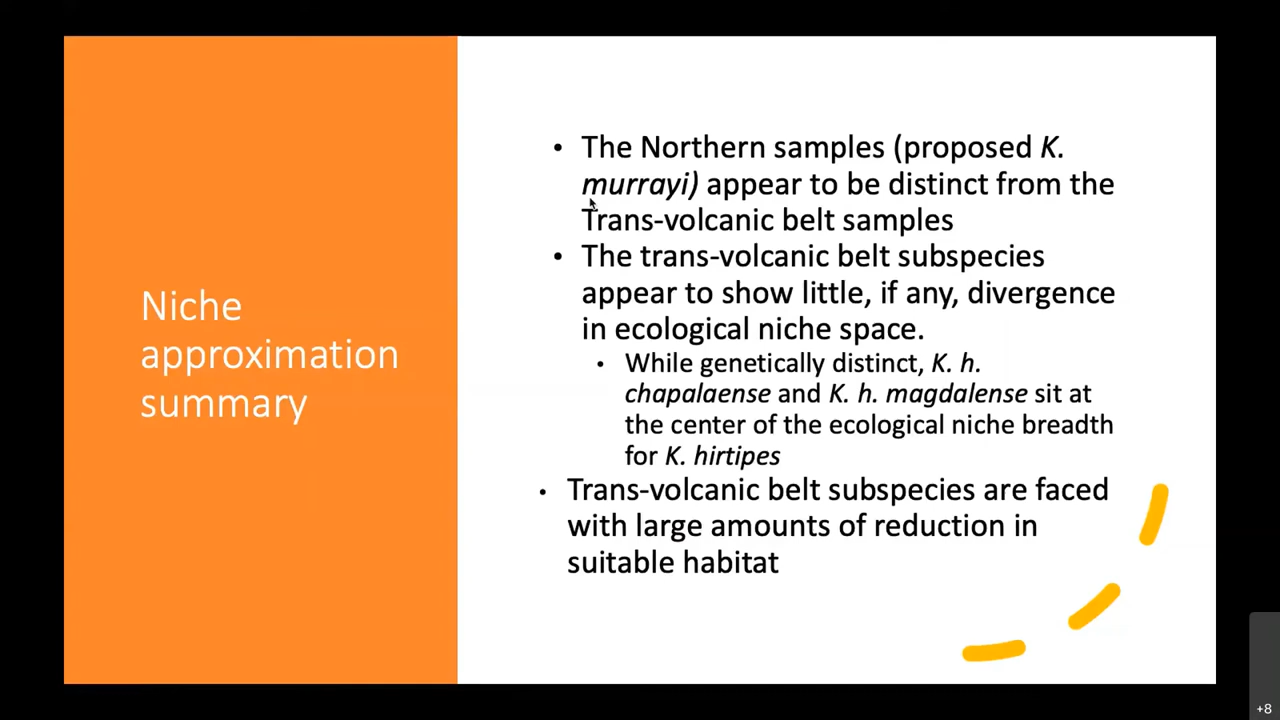 Niche
approximation
summary
• The Northern samples (proposed K.
murrayi) appear to be distinct from the
Trans-volcanic belt samples
• The trans-volcanic belt subspecies
appear to show little, if any, divergence
in ecological niche space.
• While genetically distinct, K. h.
chapalaense and K. h. magdalense sit at
the center of the ecological niche breadth
for K. hirtipes
• Trans-volcanic belt subspecies are faced
with large amounts of reduction in
suitable habitat
+8